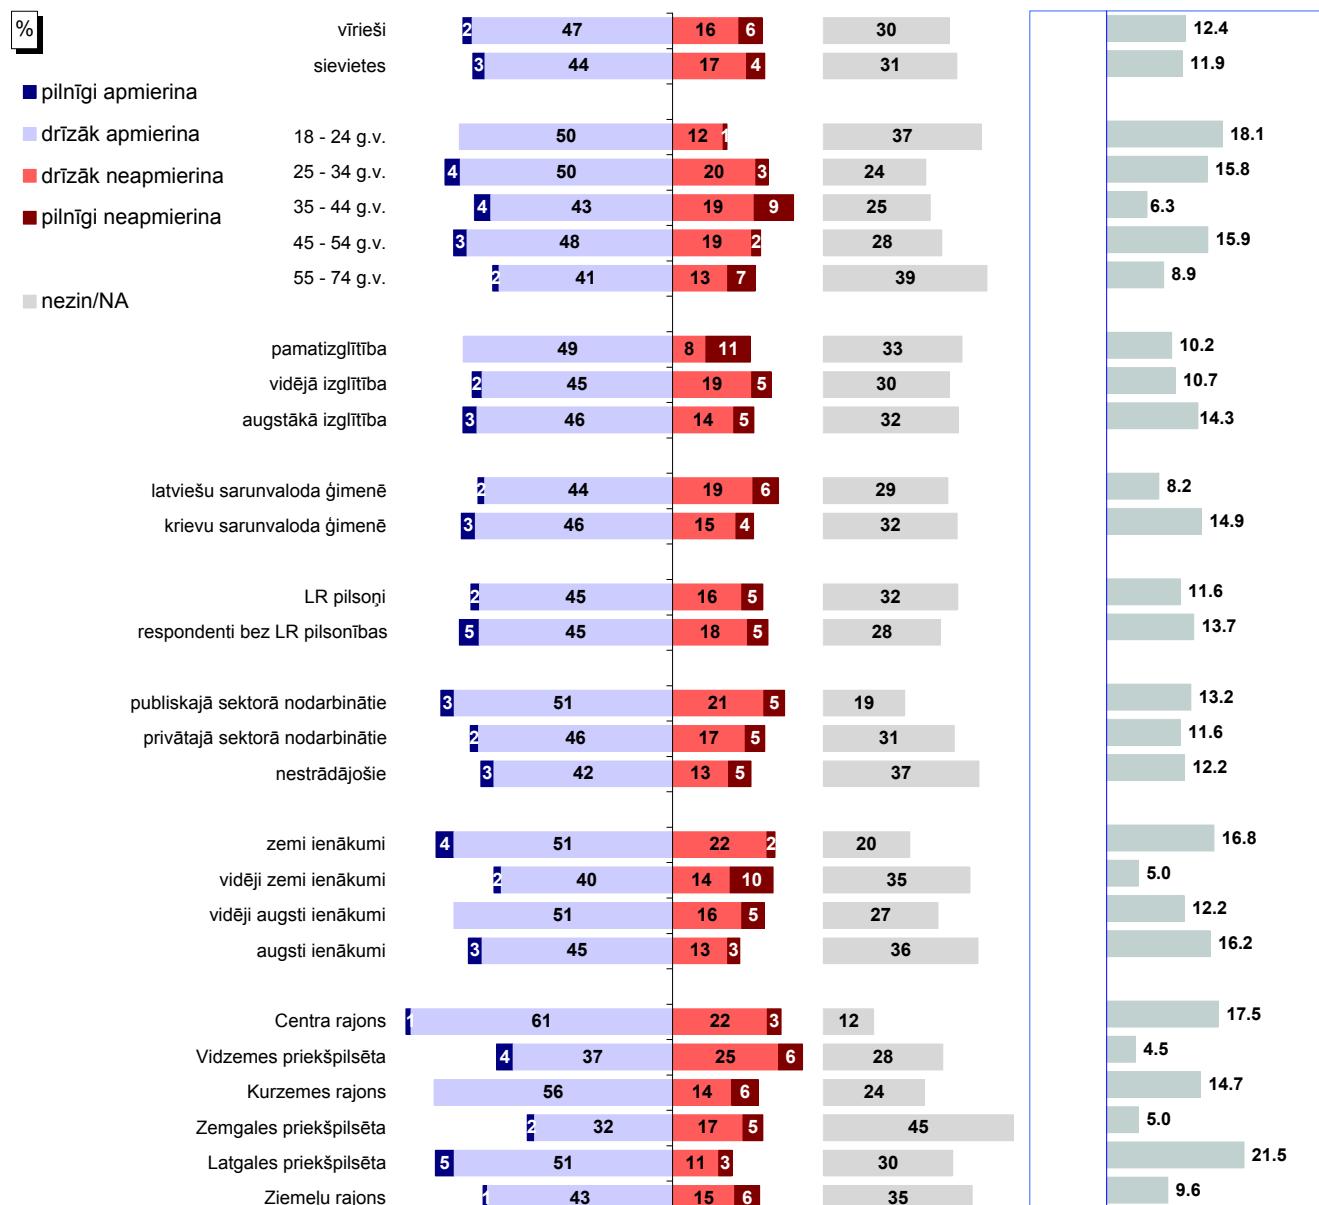 %
pilnīgi apmierina
drīzāk apmierina
drīzāk neapmierina
pilnīgi neapmierina
nezin/NA
vīrieši 2 47 16 6 30 12.4
sievietes 3 44 17 4 31 11.9
18 - 24 g.v. 50 12 1 37 18.1
25 - 34 g.v. 4 50 20 3 24 15.8
35 - 44 g.v. 4 43 19 9 25 6.3
45 - 54 g.v. 3 48 19 2 28 15.9
55 - 74 g.v. 2 41 13 7 39 8.9
pamatizglītība 49 8 11 33 10.2
vidējā izglītība 2 45 19 5 30 10.7
augstākā izglītība 3 46 14 5 32 14.3
latviešu sarunvaloda ģimenē 2 44 19 6 29 8.2
krievu sarunvaloda ģimenē 3 46 15 4 32 14.9
LR pilsoņi 2 45 16 5 32 11.6
respondenti bez LR pilsonības 5 45 18 5 28 13.7
publiskajā sektorā nodarbinātie 3 51 21 5 19 13.2
privātajā sektorā nodarbinātie 2 46 17 5 31 11.6
nestrādājošie 3 42 13 5 37 12.2
zemi ienākumi 4 51 22 2 20 16.8
vidēji zemi ienākumi 2 40 14 10 35 5.0
vidēji augsti ienākumi 51 16 5 27 12.2
augsti ienākumi 3 45 13 3 36 16.2
Centra rajons 1 61 22 3 12 17.5
Vidzemes priekšpilsēta 4 37 25 6 28 4.5
Kurzemes rajons 56 14 6 24 14.7
Zemgales priekšpilsēta 2 32 17 5 45 5.0
Latgales priekšpilsēta 5 51 11 3 30 21.5
Ziemeļu rajons 1 43 15 6 35 9.6